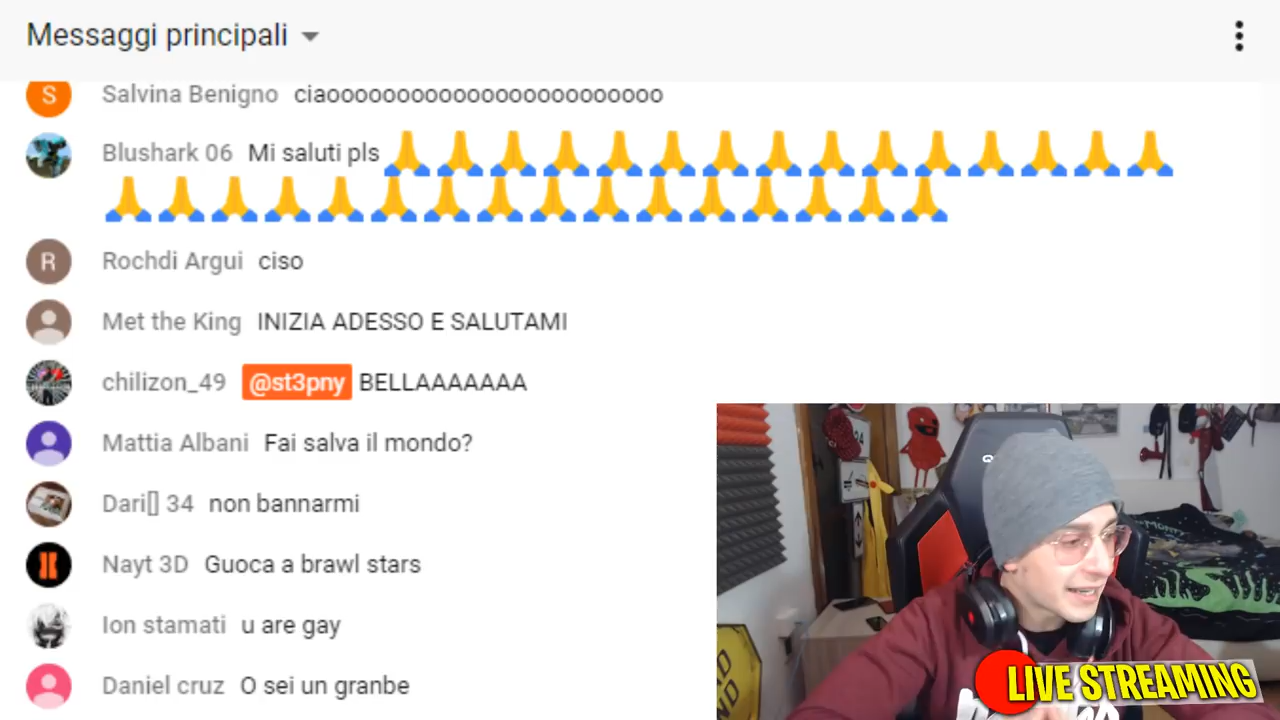 Messaggi principali
S Salvina Benigno ciaoooooooooooooooooooooooo
Blushark 06 Mi saluti pls 🙏🙏🙏🙏🙏🙏🙏🙏🙏🙏🙏🙏🙏🙏🙏
🙏🙏🙏🙏🙏🙏🙏🙏🙏🙏🙏🙏🙏🙏🙏🙏
R Rochdi Argui ciso
Met the King INIZIA ADESSO E SALUTAMI
chilizon_49 @st3pny BELLAAAAAAA
Mattia Albani Fai salva il mondo?
Dari[] 34 non bannarmi
Nayt 3D Guoca a brawl stars
Ion stamati u are gay
Daniel cruz O sei un granbe
LIVE STREAMING